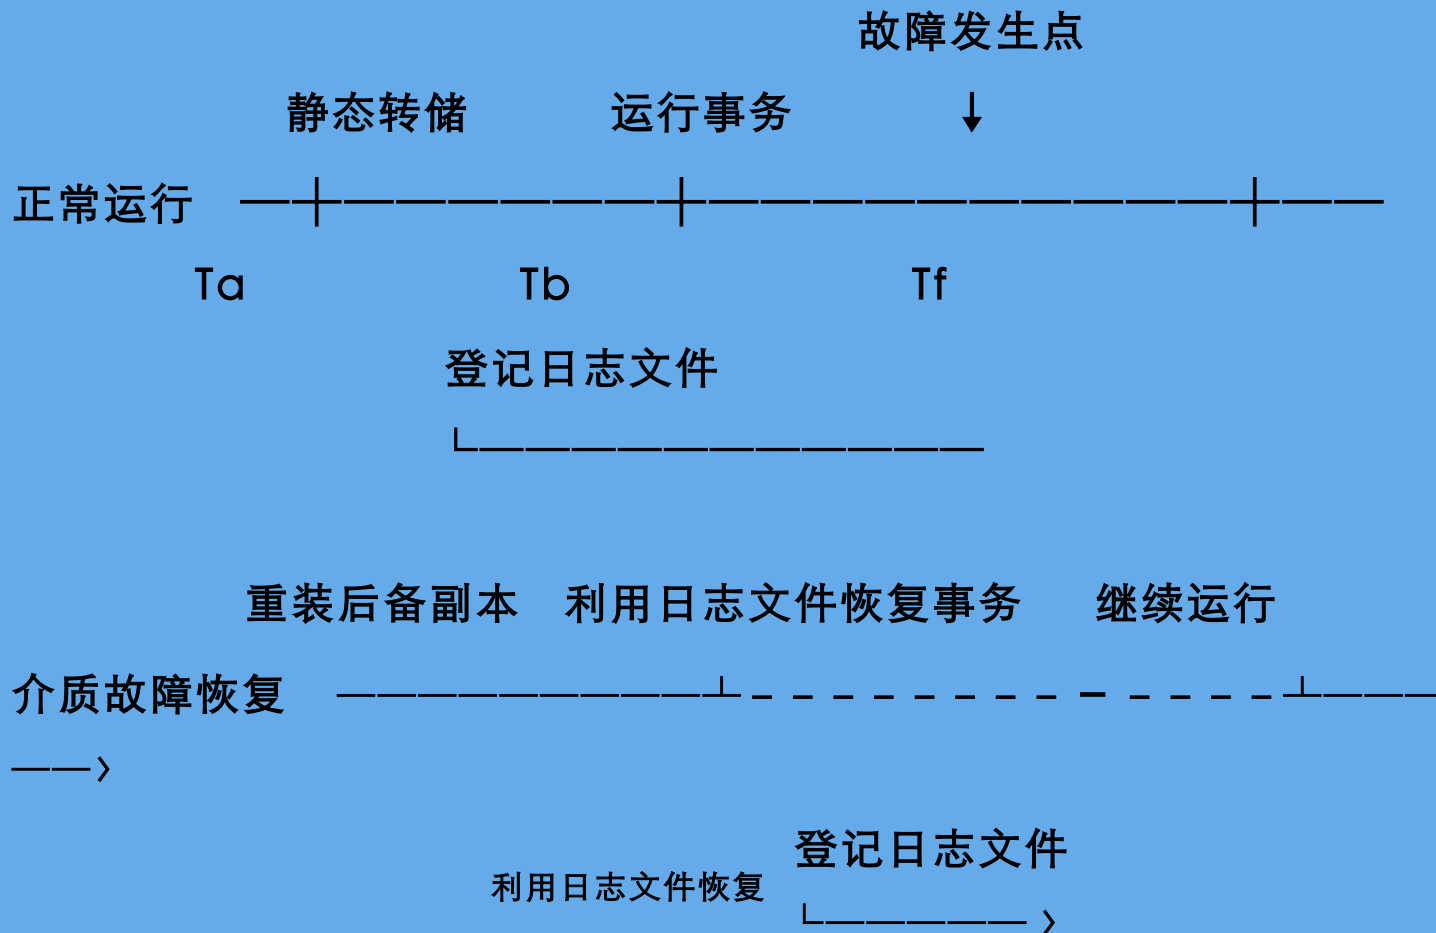 故障发生点
静态转储 运行事务
正常运行
Ta Tb Tf
登记日志文件
重装后备副本 利用日志文件恢复事务 继续运行
介质故障恢复
登记日志文件
利用日志文件恢复